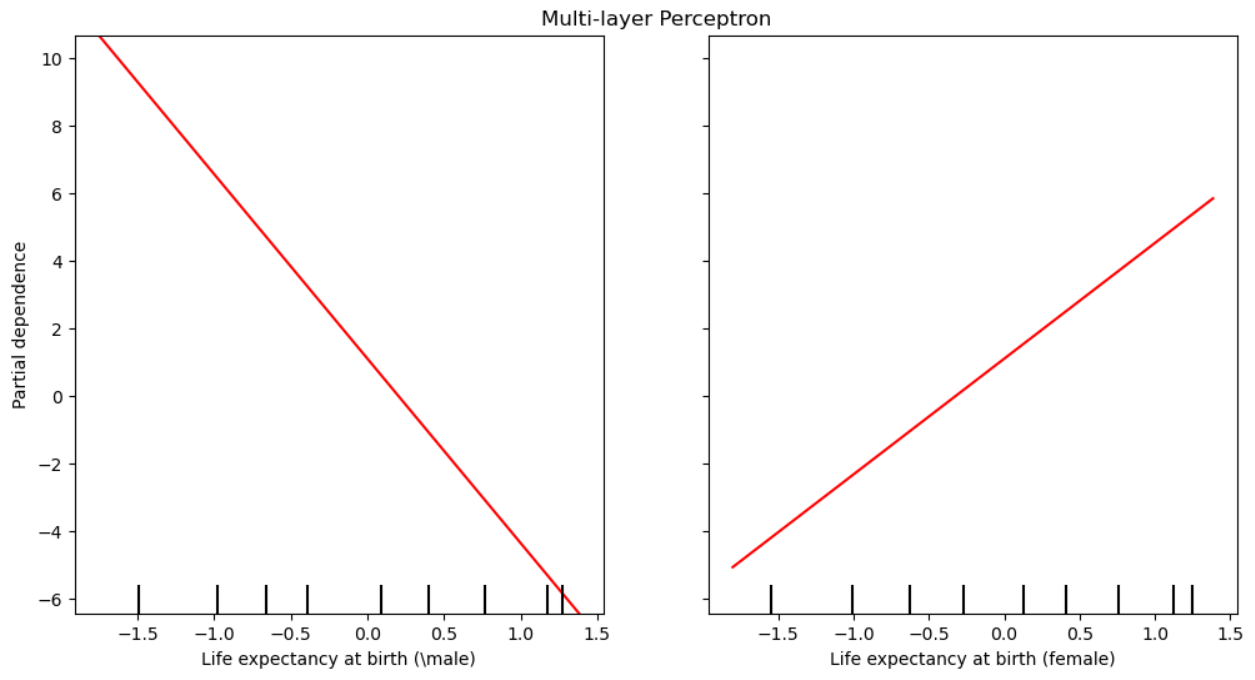 Multi-layer Perceptron
Partial dependence
10
8
6
4
2
0
−2
−4
−6
−1.5 −1.0 −0.5 0.0 0.5 1.0 1.5
Life expectancy at birth (\male)
−1.5 −1.0 −0.5 0.0 0.5 1.0 1.5
Life expectancy at birth (female)